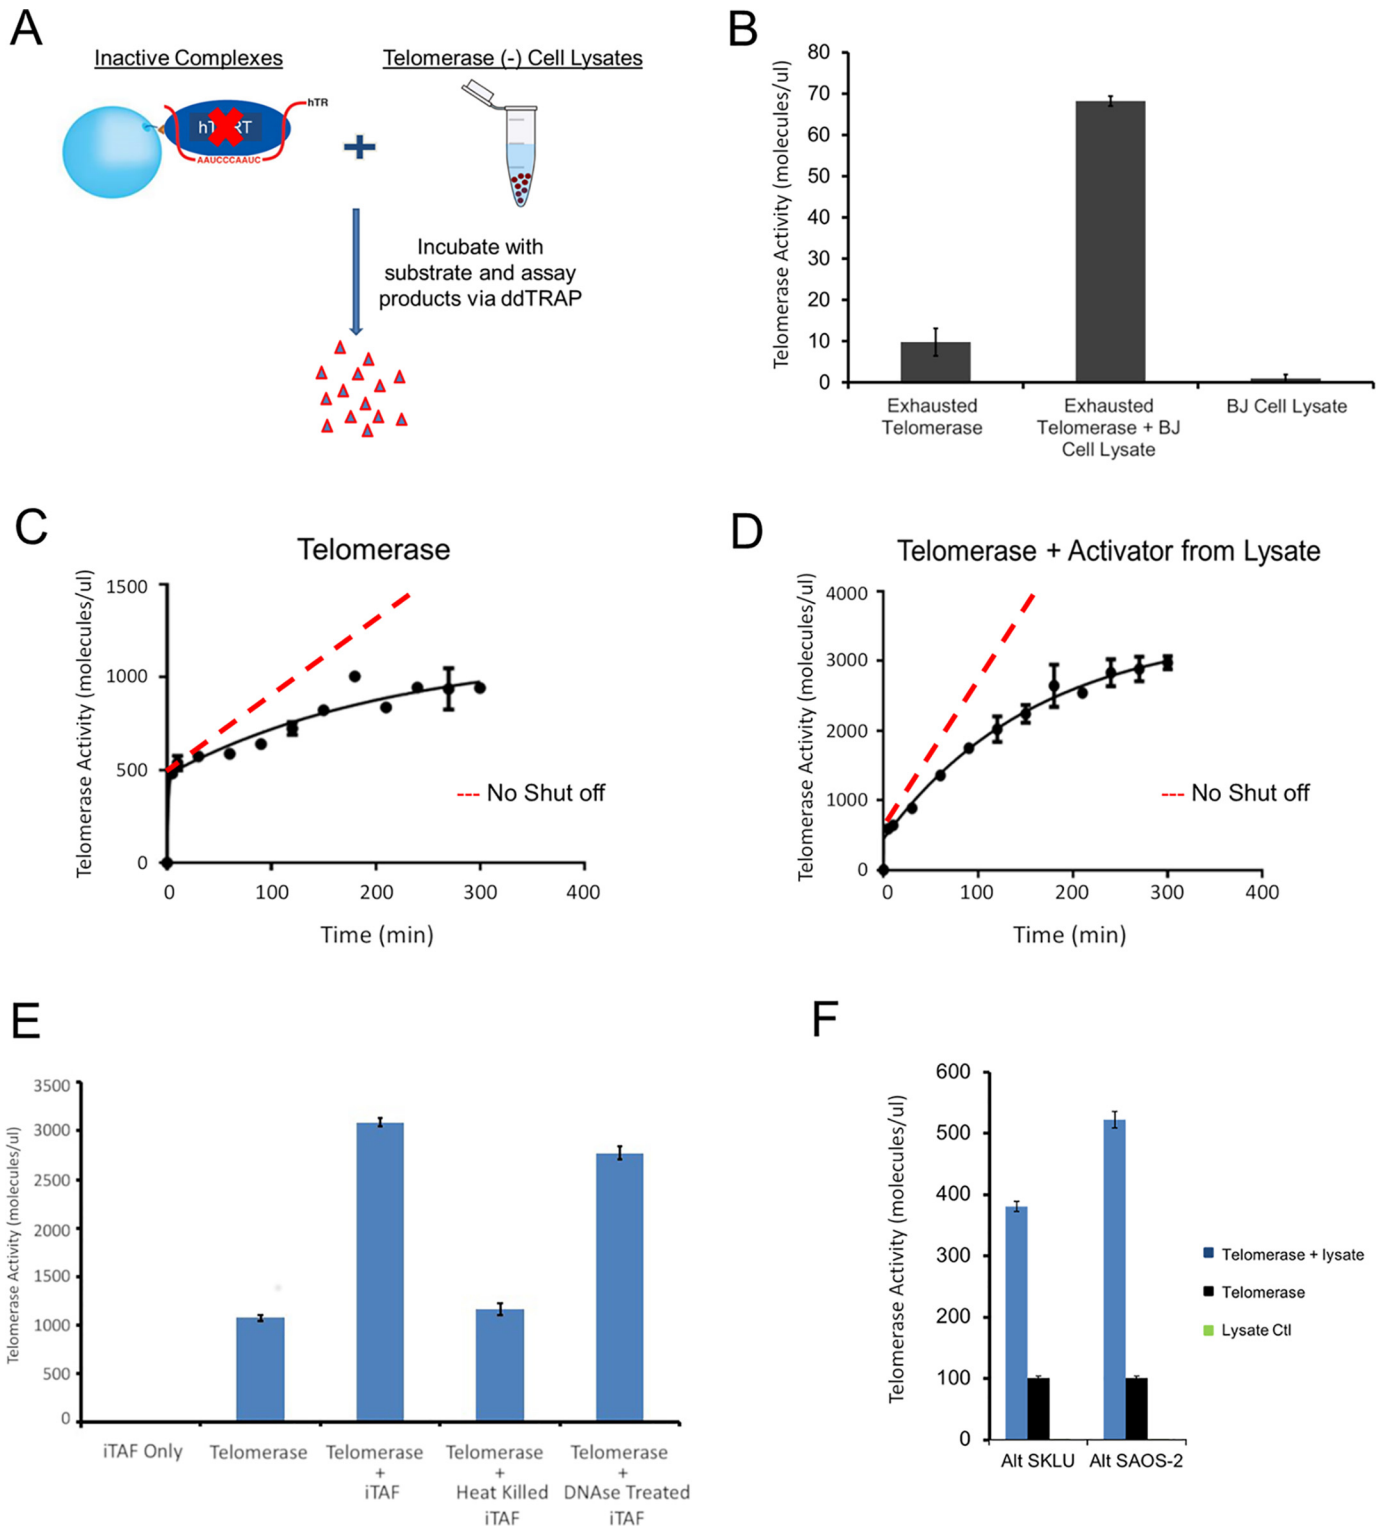 A
Inactive Complexes
Telomerase (-) Cell Lysates
hTR
AAUCCCAAUC
Incubate with
substrate and assay
products via ddTRAP
B
Telomerase Activity (molecules/ul)
80
70
60
50
40
30
20
10
0
Exhausted
Telomerase
Exhausted
Telomerase + BJ
Cell Lysate
BJ Cell Lysate
C
Telomerase
Telomerase Activity (molecules/ul)
1500
1000
500
0
--- No Shut off
0 100 200 300 400
Time (min)
D
Telomerase + Activator from Lysate
Telomerase Activity (molecules/ul)
4000
3000
2000
1000
0
--- No Shut off
0 100 200 300 400
Time (min)
E
Telomerase Activity (molecules/ul)
3500
3000
2500
2000
1500
1000
500
0
iTAF Only
Telomerase
Telomerase
+
iTAF
Telomerase
+
Heat Killed
iTAF
Telomerase
+
DNAse Treated
iTAF
F
Telomerase Activity (molecules/ul)
600
500
400
300
200
100
0
Alt SKLU Alt SAOS-2
Telomerase + lysate
Telomerase
Lysate Ctl